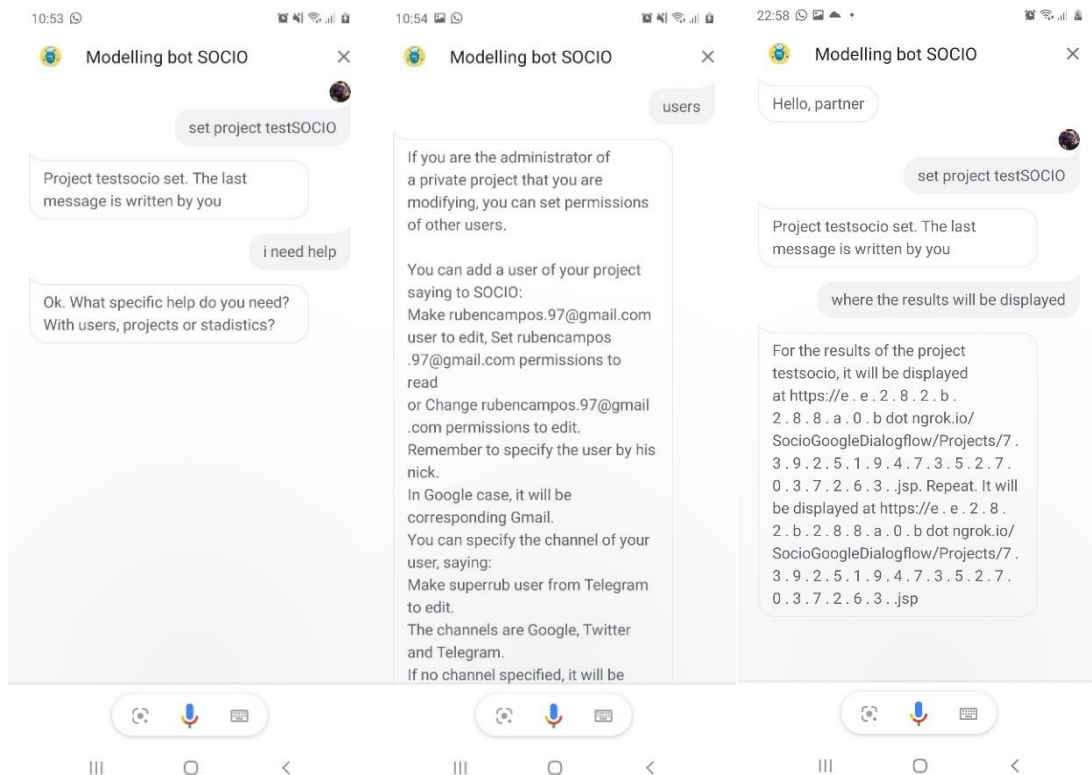 10:53
Modelling bot SOCIO
set project testSOCIO
Project testsocio set. The last
message is written by you
i need help
Ok. What specific help do you need?
With users, projects or stadistics?
10:54
Modelling bot SOCIO
users
If you are the administrator of
a private project that you are
modifying, you can set permissions
of other users.
You can add a user of your project
saying to SOCIO:
Make rubencampos.97@gmail.com
user to edit, Set rubencampos
.97@gmail.com permissions to
read
or Change rubencampos.97@gmail
.com permissions to edit.
Remember to specify the user by his
nick.
In Google case, it will be
corresponding Gmail.
You can specify the channel of your
user, saying:
Make superrub user from Telegram
to edit.
The channels are Google, Twitter
and Telegram.
If no channel specified, it will be
22:58
Modelling bot SOCIO
Hello, partner
set project testSOCIO
Project testsocio set. The last
message is written by you
where the results will be displayed
For the results of the project
testsocio, it will be displayed
at https://e . e . 2 . 8 . 2 . b .
2 . 8 . 8 . a . 0 . b dot ngrok.io/
SocioGoogleDialogflow/Projects/7 .
3 . 9 . 2 . 5 . 1 . 9 . 4 . 7 . 3 . 5 . 2 . 7 .
0 . 3 . 7 . 2 . 6 . 3 . .jsp. Repeat. It will
be displayed at https://e . e . 2 . 8 .
2 . b . 2 . 8 . 8 . a . 0 . b dot ngrok.io/
SocioGoogleDialogflow/Projects/7 .
3 . 9 . 2 . 5 . 1 . 9 . 4 . 7 . 3 . 5 . 2 . 7 .
0 . 3 . 7 . 2 . 6 . 3 . .jsp